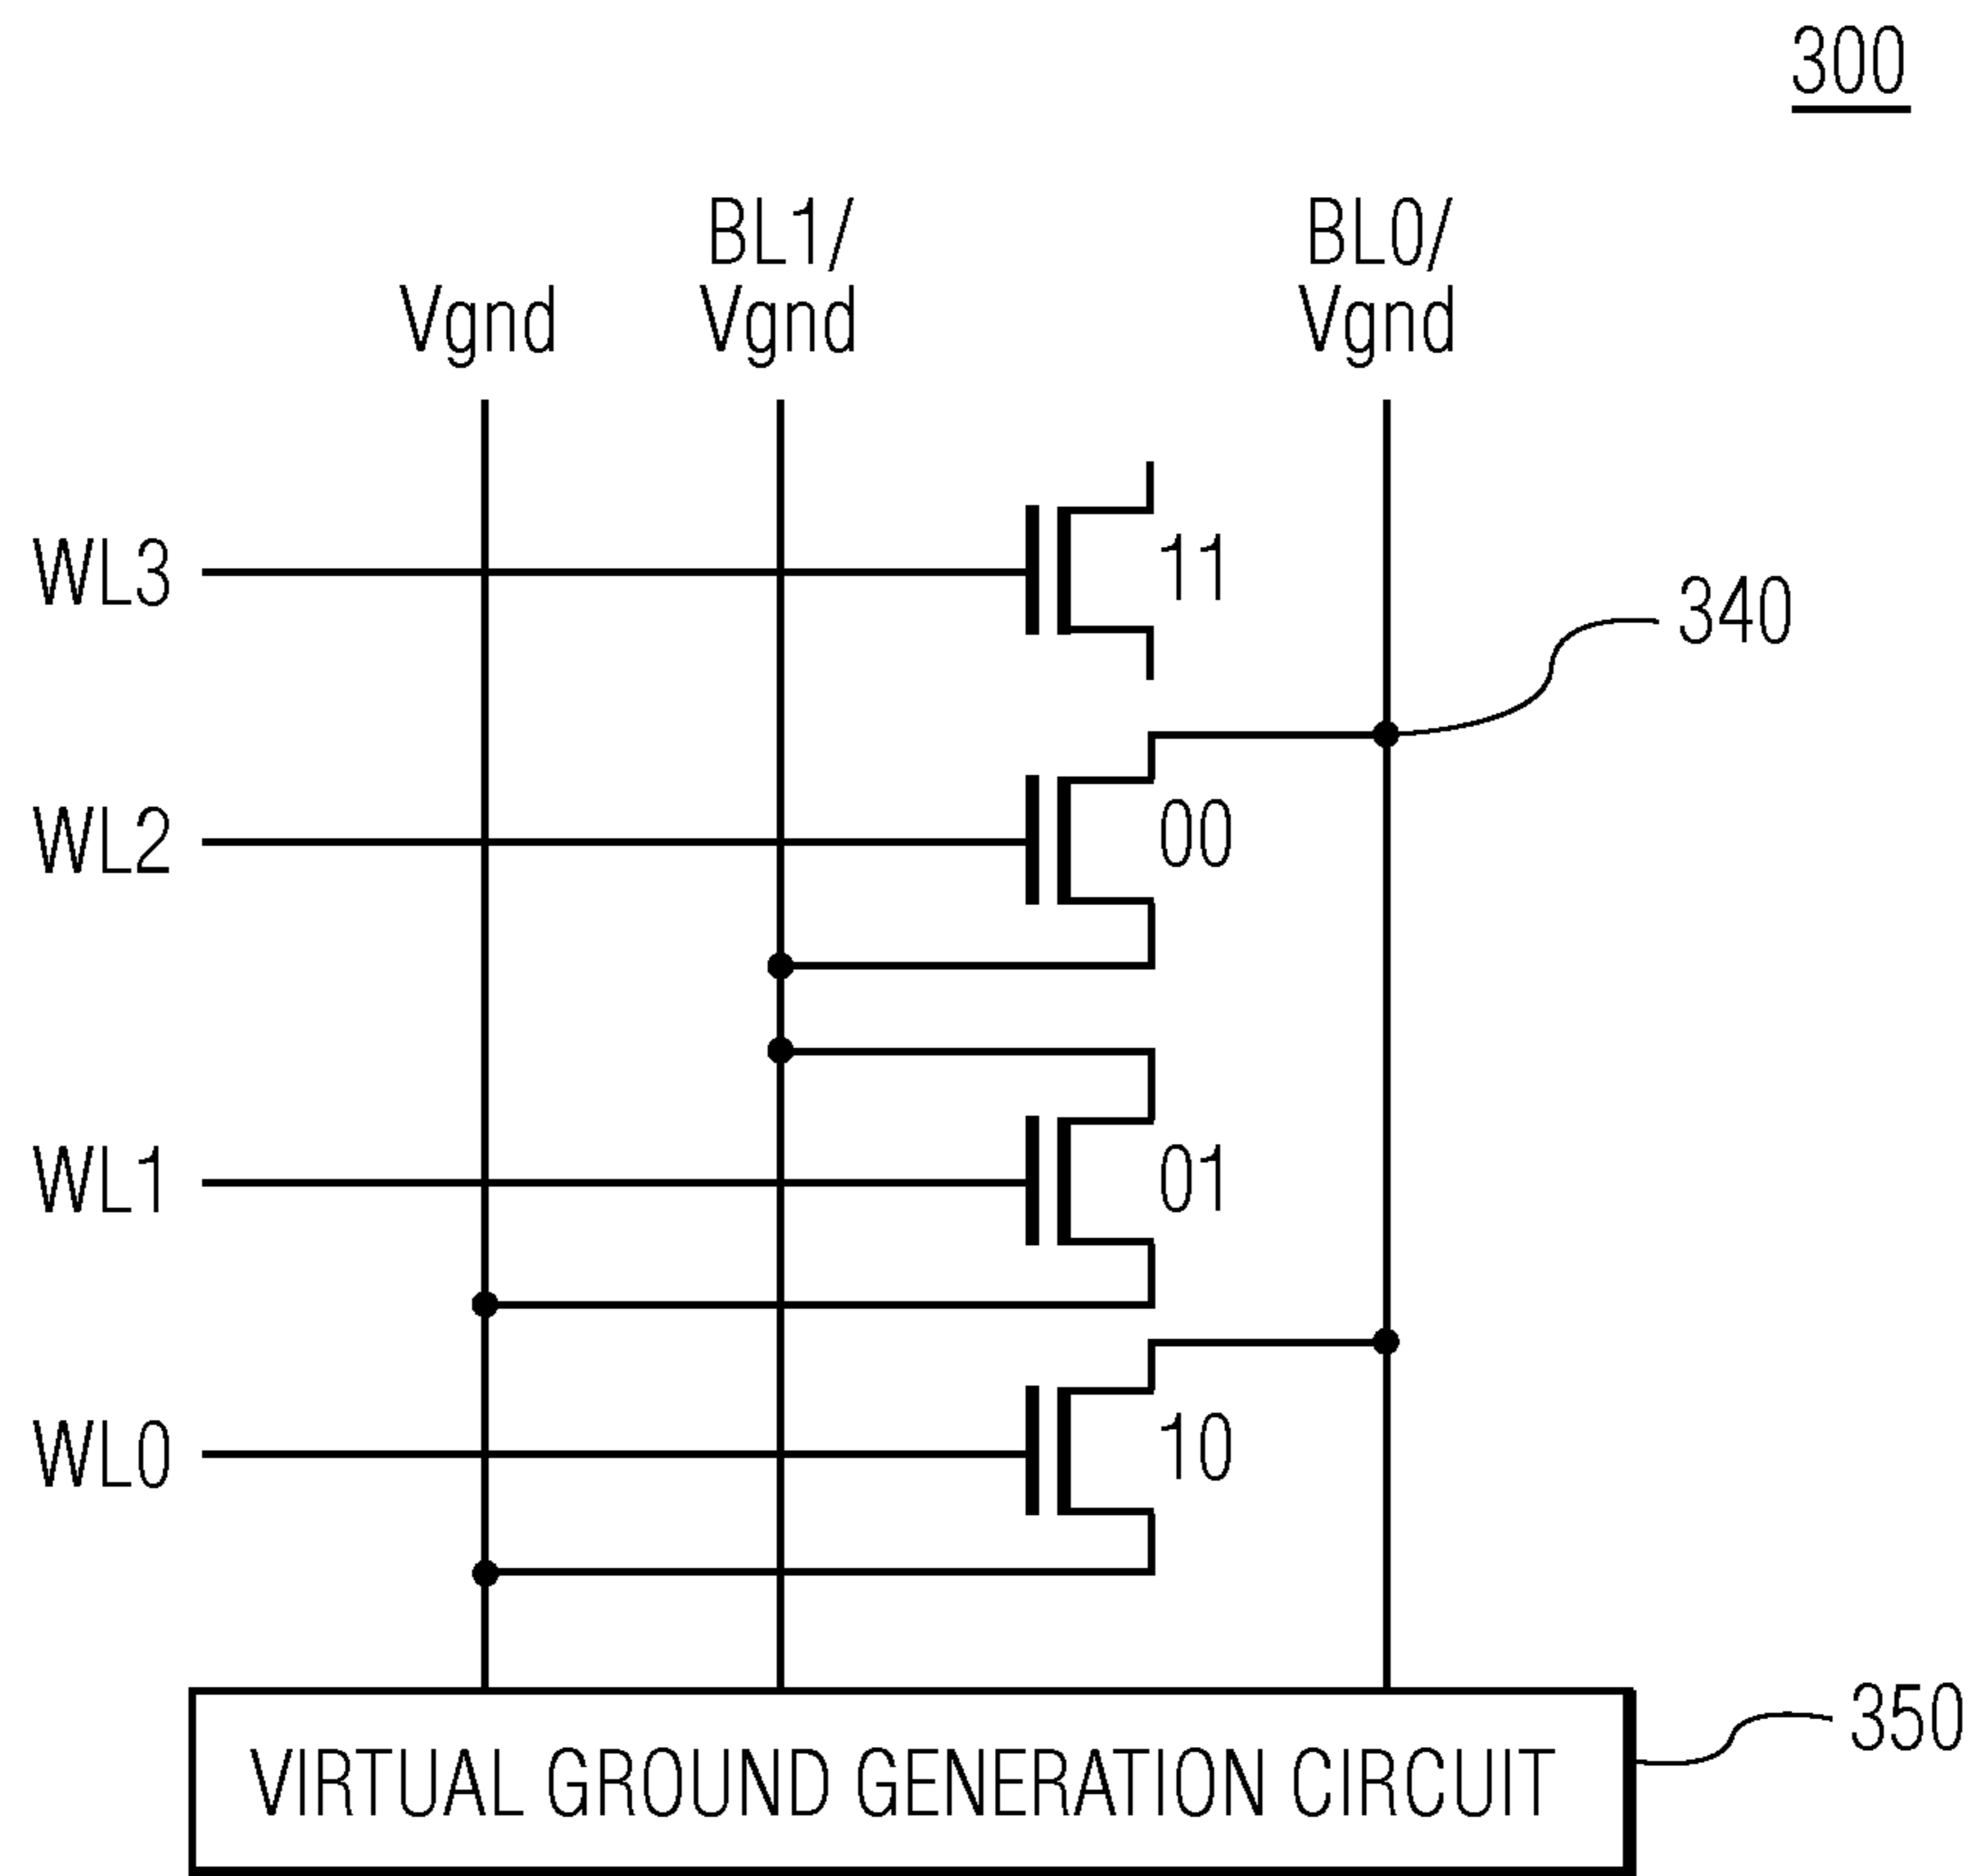 300
BL1/
BL0/
Vgnd
Vgnd
Vgnd
WL3
11
340
WL2
00
WL1
01
WL0
10
350
VIRTUAL GROUND GENERATION CIRCUIT